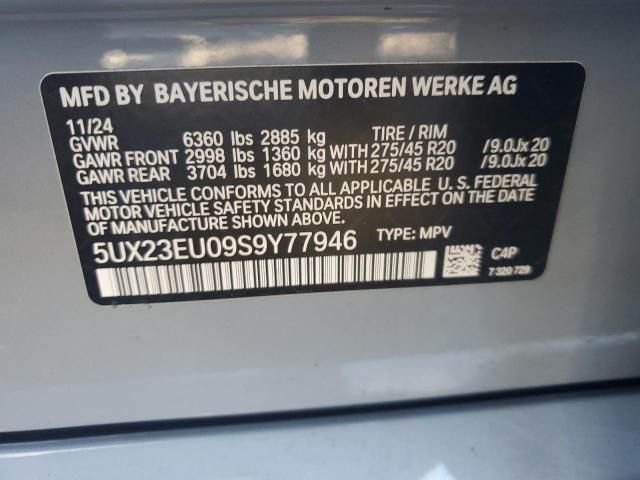 MFD BY BAYERISCHE MOTOREN WERKE AG
11/24
GVWR 6360 lbs 2885 kg TIRE / RIM
GAWR FRONT 2998 lbs 1360 kg WITH 275/45 R20 /9.0Jx20
GAWR REAR 3704 lbs 1680 kg WITH 275/45 R20 /9.0Jx20
THIS VEHICLE CONFORMS TO ALL APPLICABLE U. S. FEDERAL
MOTOR VEHICLE SAFETY STANDARDS IN EFFECT ON THE DATE
OF MANUFACTURE SHOWN ABOVE.
5UX23EU09S9Y77946 TYPE: MPV
C4P
7 320 729